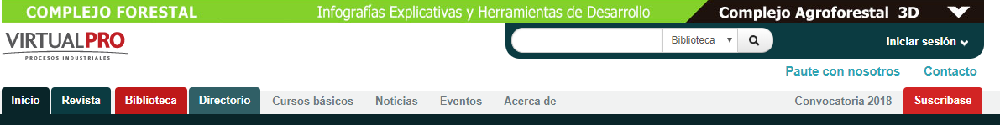 COMPLEJO FORESTAL Infografías Explicativas y Herramientas de Desarrollo Complejo Agroforestal 3D
VIRTUALPRO
PROCESOS INDUSTRIALES
Biblioteca Iniciar sesión
Paute con nosotros Contacto
Inicio Revista Biblioteca Directorio Cursos básicos Noticias Eventos Acerca de Convocatoria 2018 Suscríbase